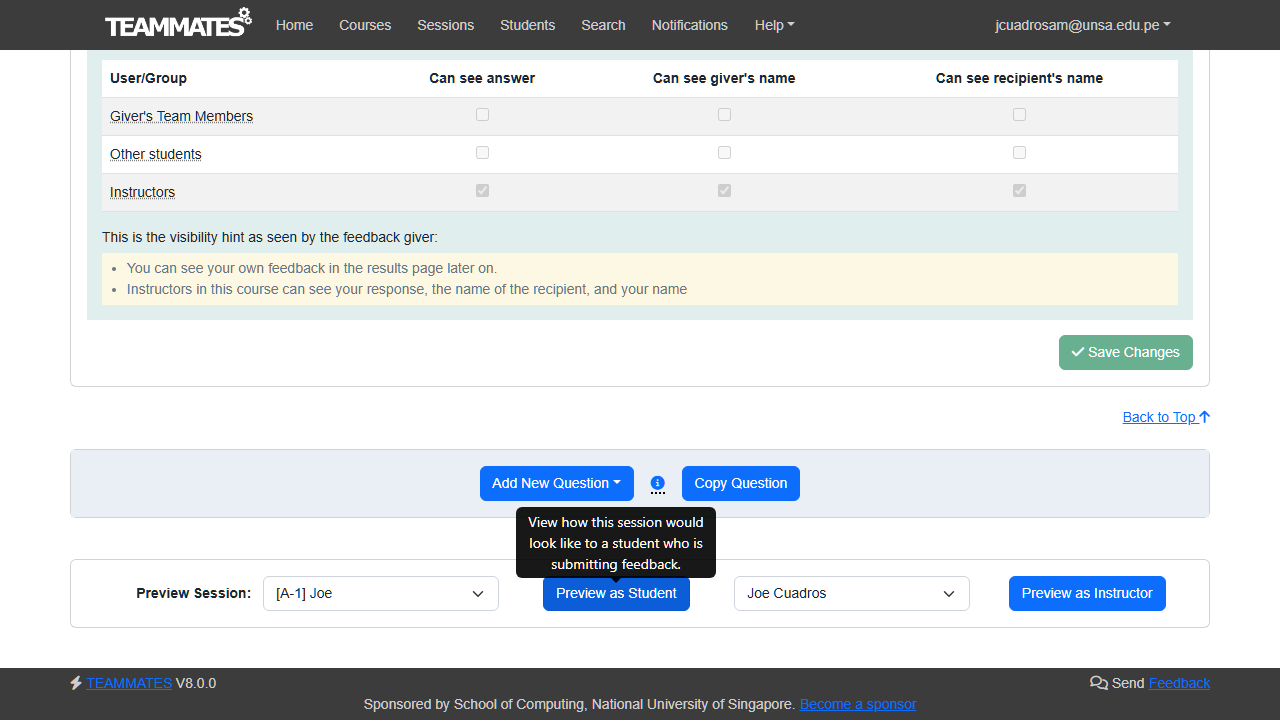 TEAMMATES Home Courses Sessions Students Search Notifications Help jcuadrosam@unsa.edu.pe
User/Group Can see answer Can see giver's name Can see recipient's name
Giver's Team Members
Other students
Instructors
This is the visibility hint as seen by the feedback giver:
• You can see your own feedback in the results page later on.
• Instructors in this course can see your response, the name of the recipient, and your name
Save Changes
Back to Top
Add New Question Copy Question
View how this session would
look like to a student who is
submitting feedback.
Preview Session: [A-1] Joe Preview as Student Joe Cuadros Preview as Instructor
TEAMMATES V8.0.0 Send Feedback
Sponsored by School of Computing, National University of Singapore. Become a sponsor